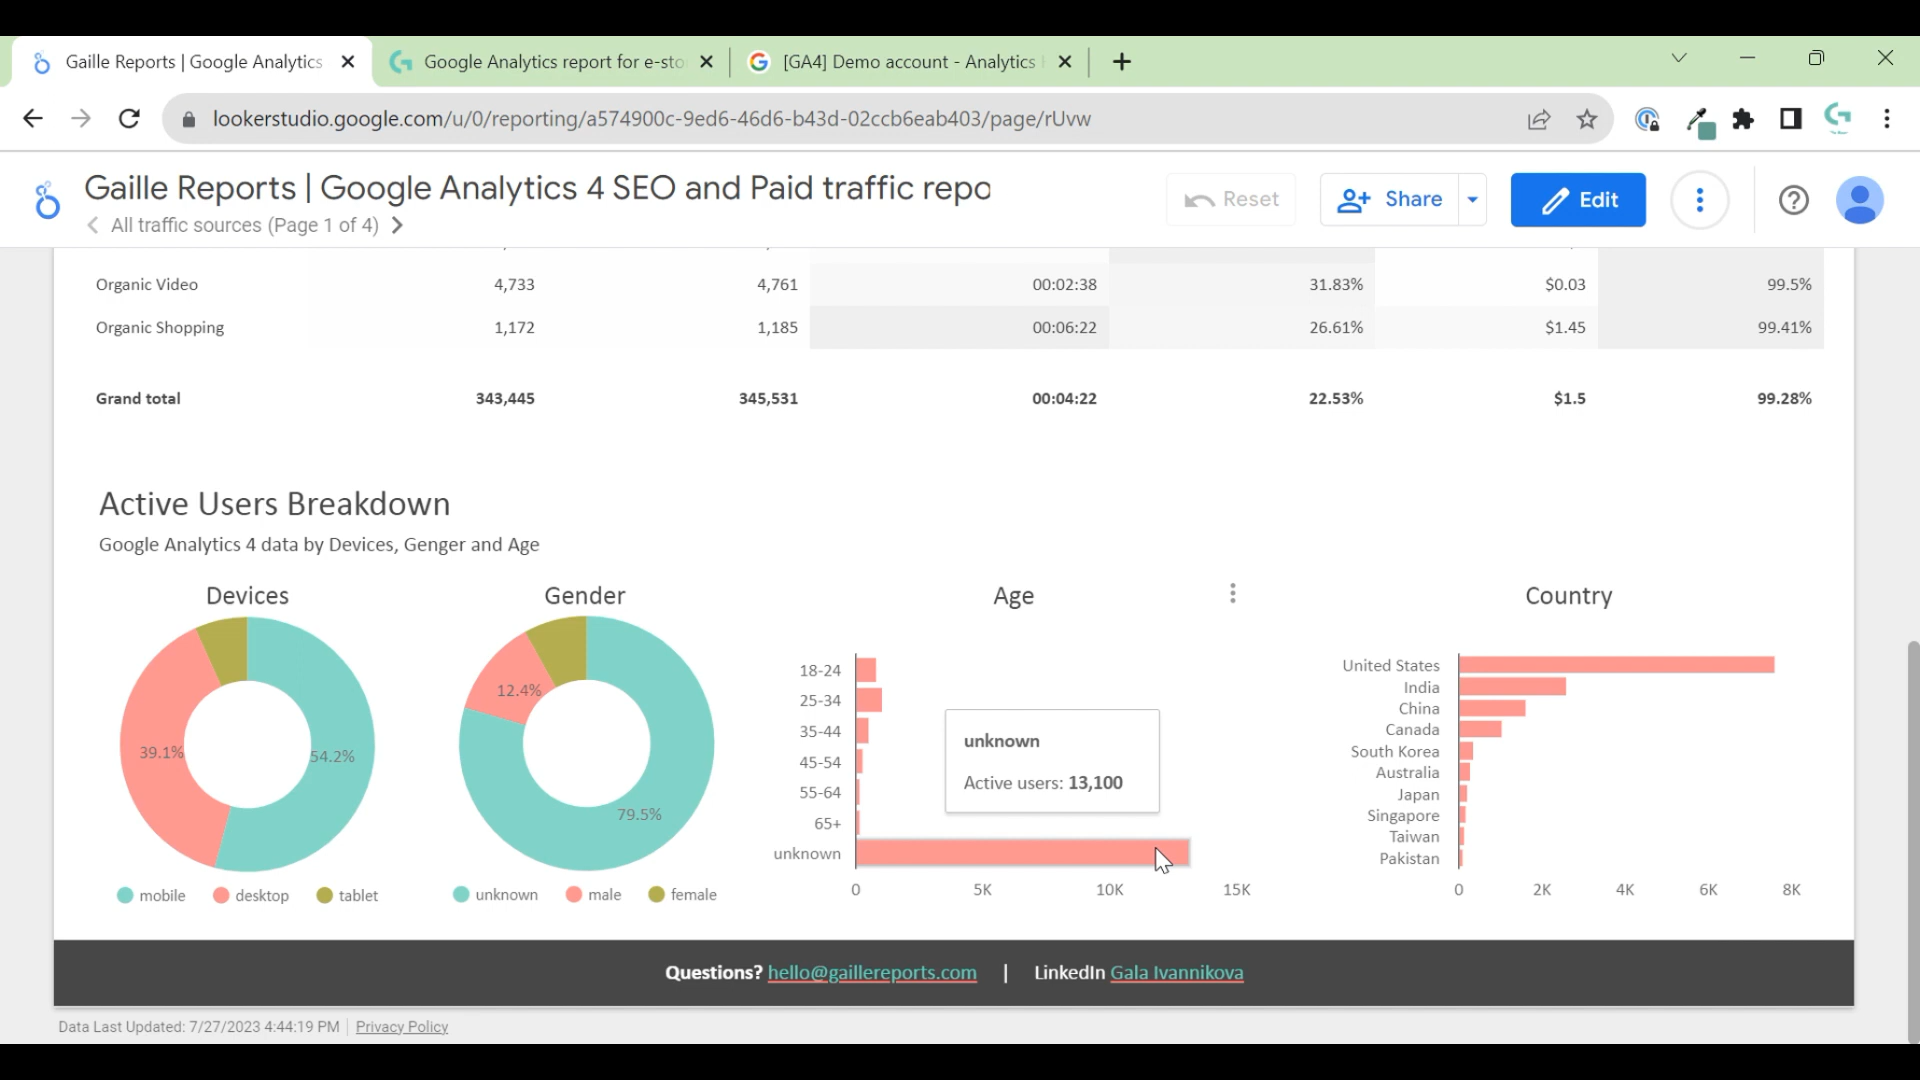 Gaille Reports | Google Analytics
Google Analytics report for e-sto
[GA4] Demo account - Analytics
lookerstudio.google.com/u/0/reporting/a574900c-9ed6-46d6-b43d-02ccb6eab403/page/rUvw
Gaille Reports | Google Analytics 4 SEO and Paid traffic repo
All traffic sources (Page 1 of 4)
Reset
Share
Edit
Organic Video 4,733 4,761 00:02:38 31.83% $0.03 99.5%
Organic Shopping 1,172 1,185 00:06:22 26.61% $1.45 99.41%
Grand total 343,445 345,531 00:04:22 22.53% $1.5 99.28%
Active Users Breakdown
Google Analytics 4 data by Devices, Genger and Age
Devices
39.1%
54.2%
mobile desktop tablet
Gender
12.4%
79.5%
unknown male female
Age
18-24
25-34
35-44
45-54
55-64
65+
unknown
0 5K 10K 15K
unknown
Active users: 13,100
Country
United States
India
China
Canada
South Korea
Australia
Japan
Singapore
Taiwan
Pakistan
0 2K 4K 6K 8K
Questions? hello@gaillereports.com | LinkedIn Gala Ivannikova
Data Last Updated: 7/27/2023 4:44:19 PM Privacy Policy